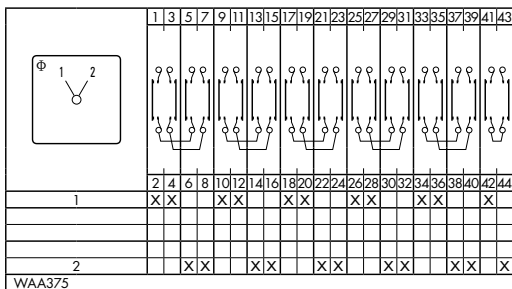 1 3 5 7 9 11 13 15 17 19 21 23 25 27 29 31 33 35 37 39 41 43
Φ 1 2
2 4 6 8 10 12 14 16 18 20 22 24 26 28 30 32 34 36 38 40 42 44
1 X X X X X X X X X X X
2 X X X X X X X X X X X
WAA375